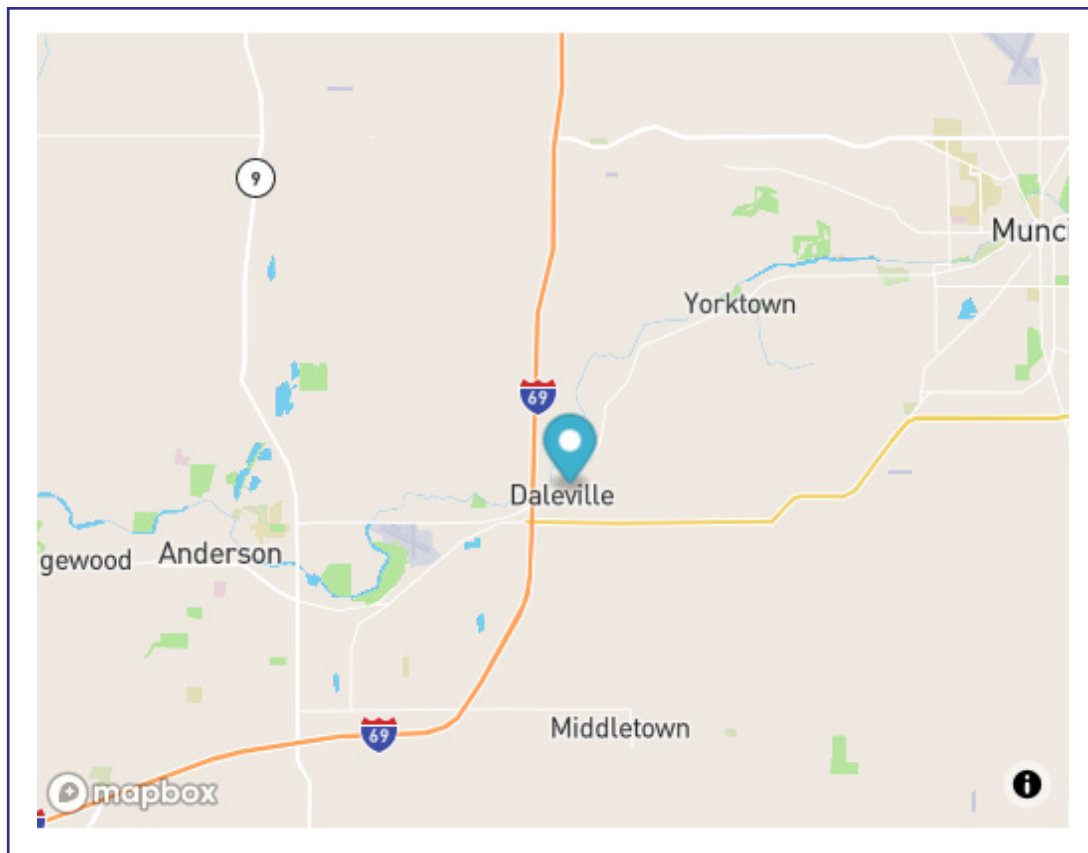 9
Munci
Yorktown
69
Daleville
gewood
Anderson
69
Middletown
mapbox
i